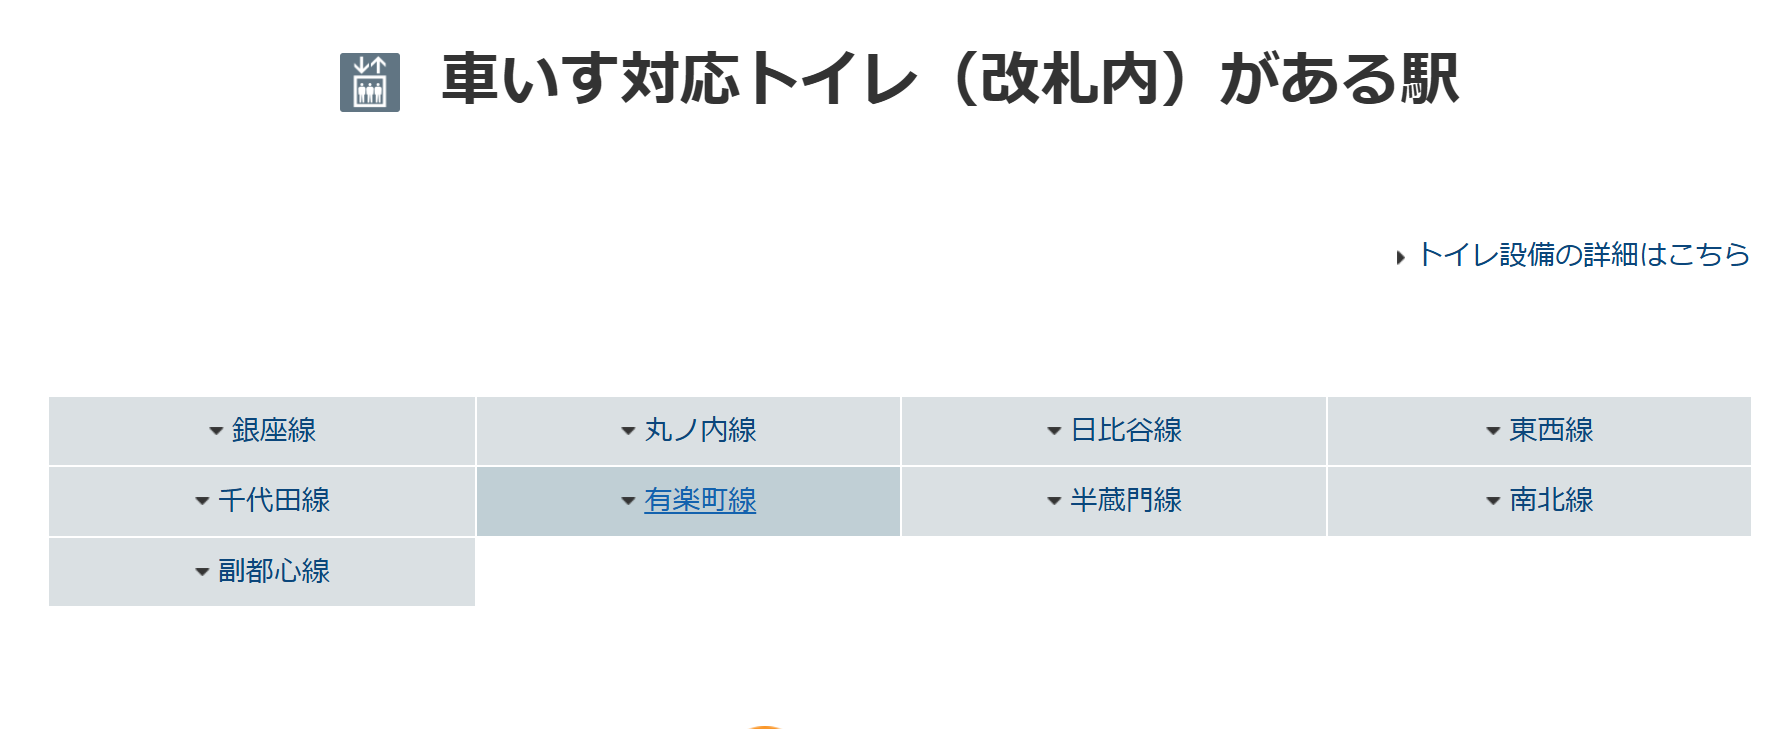 車いす対応トイレ（改札内）がある駅
トイレ設備の詳細はこちら
銀座線 丸ノ内線 日比谷線 東西線
千代田線 有楽町線 半蔵門線 南北線
副都心線